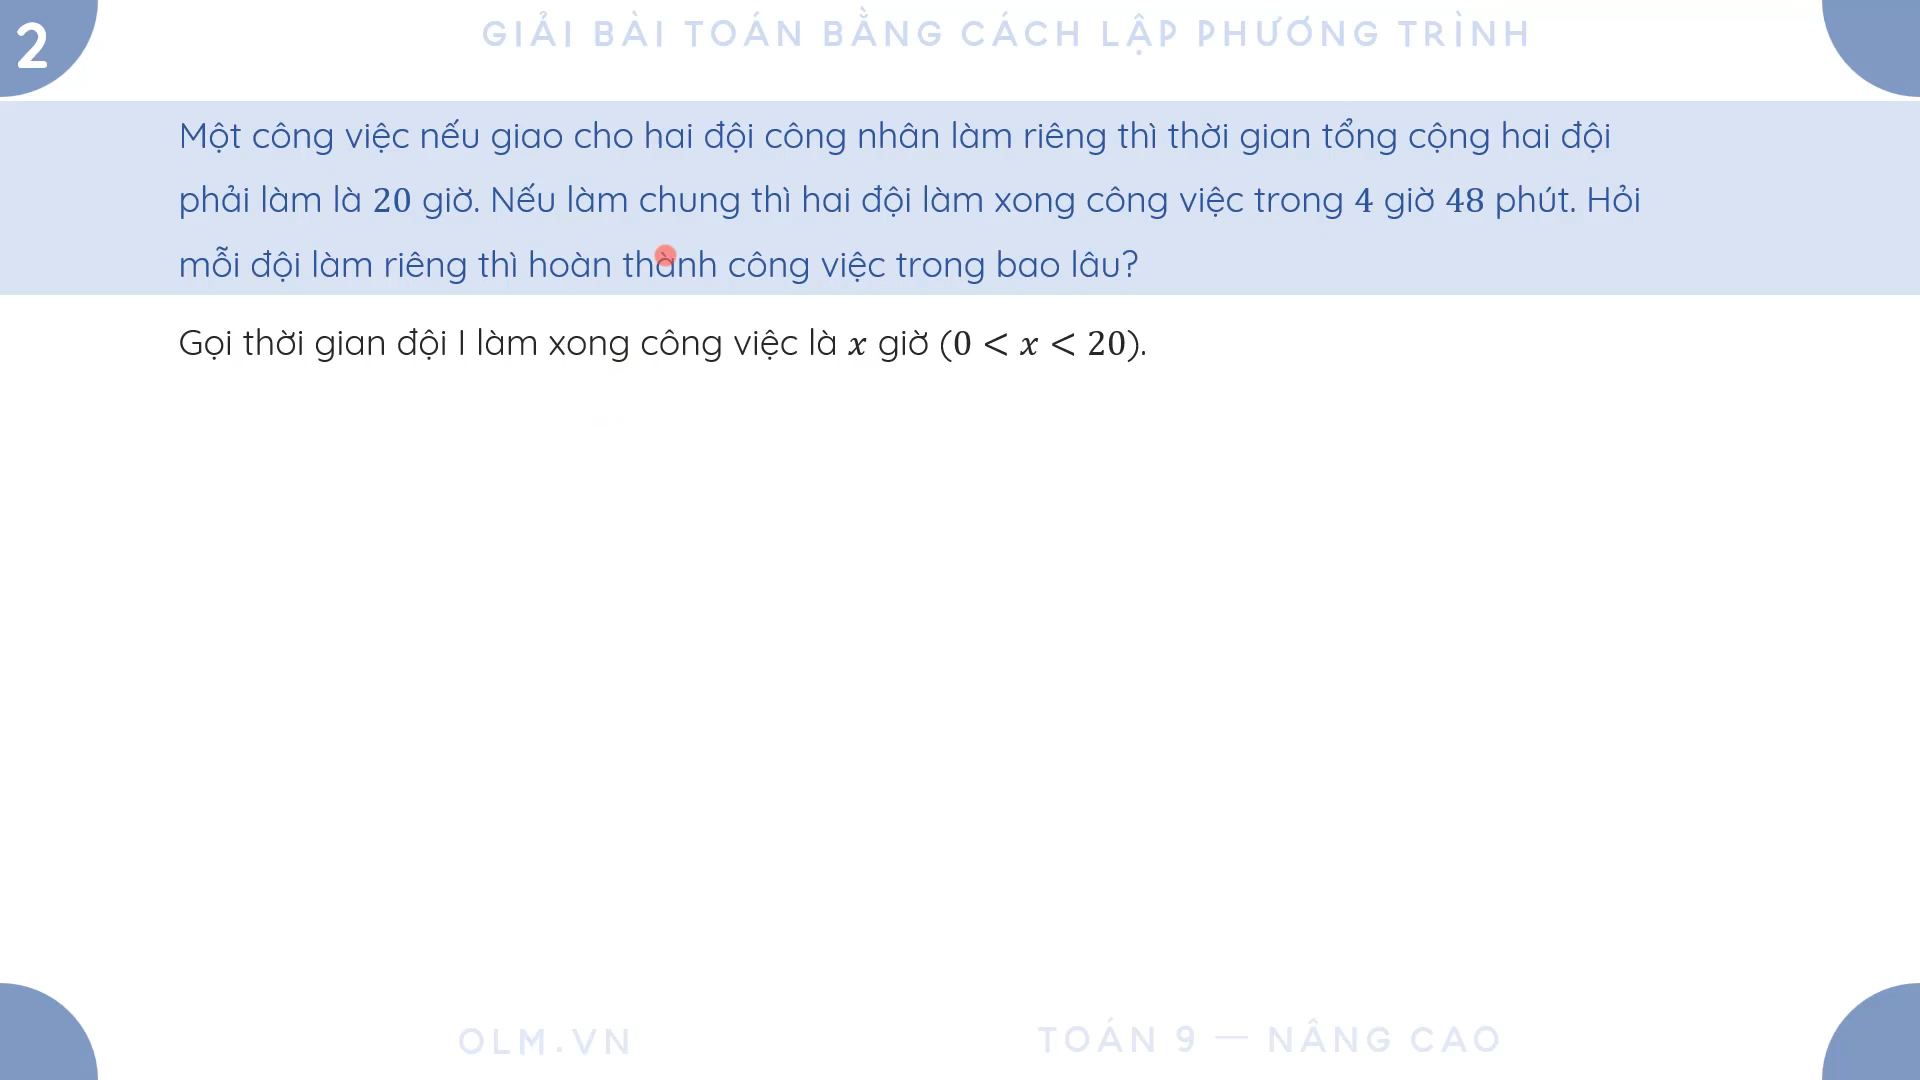 2
GIẢI BÀI TOÁN BẰNG CÁCH LẬP PHƯƠNG TRÌNH
Một công việc nếu giao cho hai đội công nhân làm riêng thì thời gian tổng cộng hai đội
phải làm là 20 giờ. Nếu làm chung thì hai đội làm xong công việc trong 4 giờ 48 phút. Hỏi
mỗi đội làm riêng thì hoàn thành công việc trong bao lâu?
Gọi thời gian đội I làm xong công việc là x giờ (0 < x < 20).
OLM.VN
TOÁN 9 — NÂNG CAO